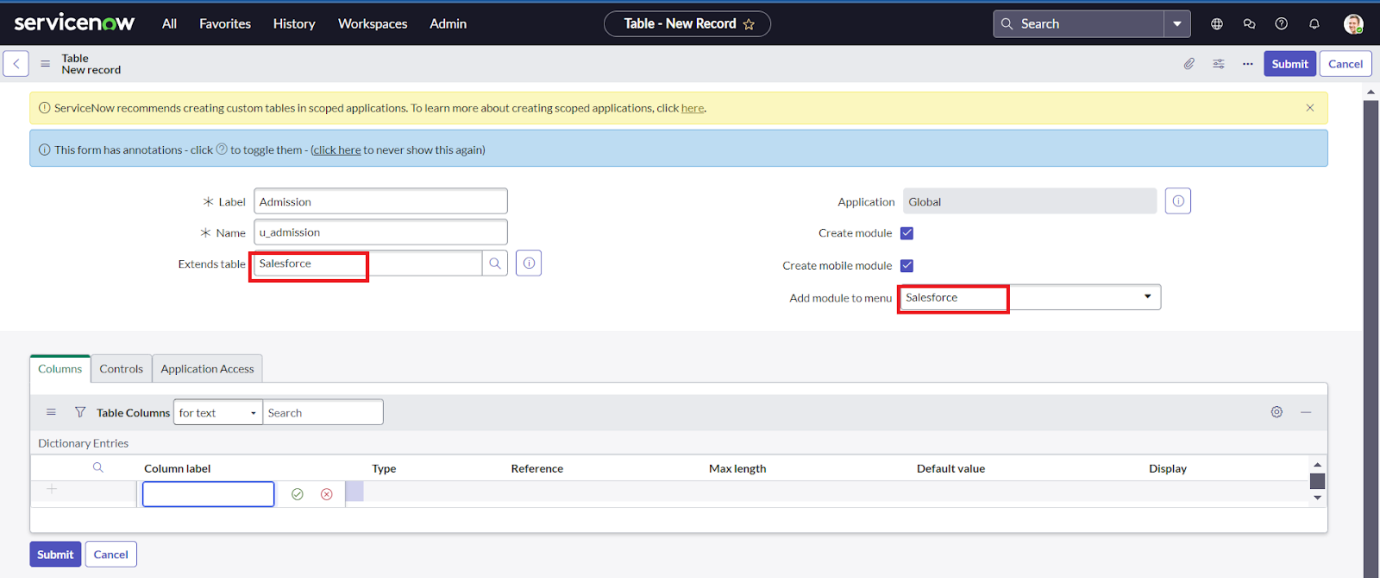 servicenow All Favorites History Workspaces Admin Table - New Record Search
Table
New record
Submit Cancel
ServiceNow recommends creating custom tables in scoped applications. To learn more about creating scoped applications, click here.
This form has annotations - click ? to toggle them - (click here to never show this again)
Label Admission
Application Global
Name u_admission
Create module
Extends table Salesforce
Create mobile module
Add module to menu Salesforce
Columns Controls Application Access
Table Columns for text Search
Dictionary Entries
Column label Type Reference Max length Default value Display
Submit Cancel